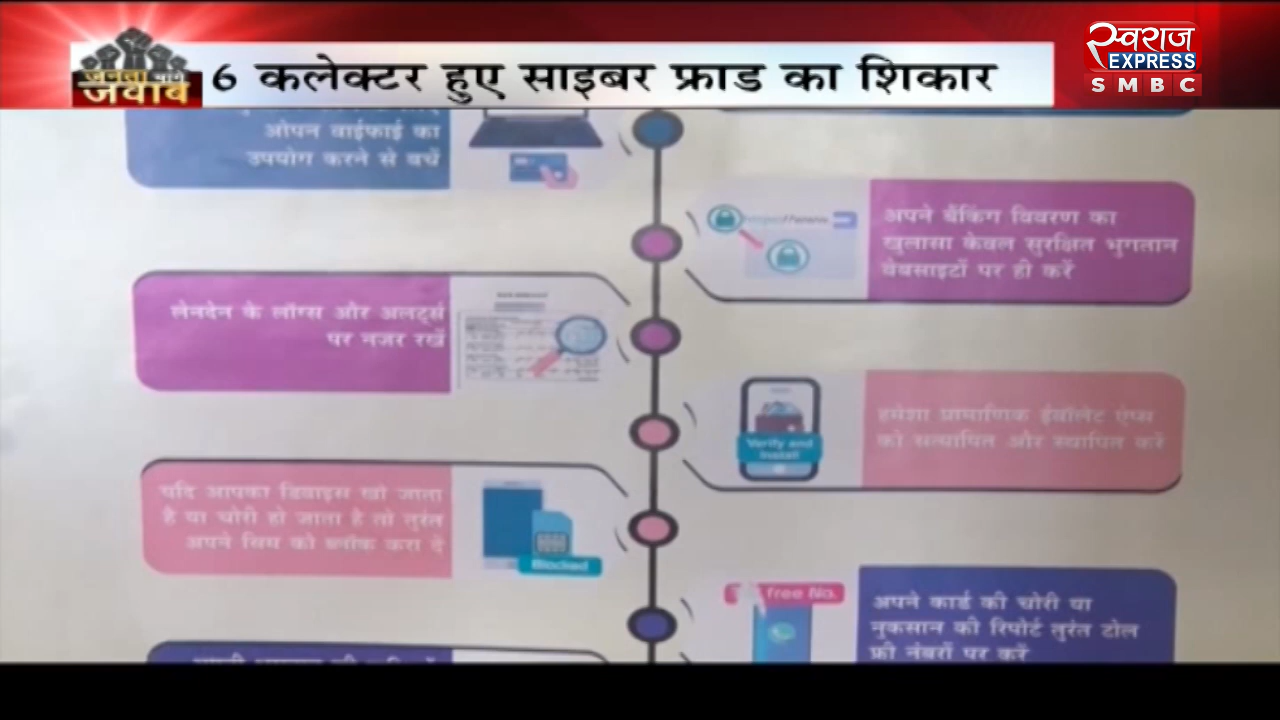 जनता मांगे
जवाब
6 कलेक्टर हुए साइबर फ्राड का शिकार
स्वराज
EXPRESS
SMBC
ओपन वाईफाई का
उपयोग करने से बचें
अपने बैंकिंग विवरण का
खुलासा केवल सुरक्षित भुगतान
वेबसाइटों पर ही करें
लेनदेन के लॉग्स और अलर्ट्स
पर नजर रखें
हमेशा प्रामाणिक ईवॉलेट एप्स
को सत्यापित और स्थापित करें
Verify and
Install
यदि आपका डिवाइस खो जाता
है या चोरी हो जाता है तो तुरंत
अपने सिम को ब्लॉक करा दें
Blocked
free No.
अपने कार्ड की चोरी या
नुकसान की रिपोर्ट तुरंत टोल
फ्री नंबरों पर करें